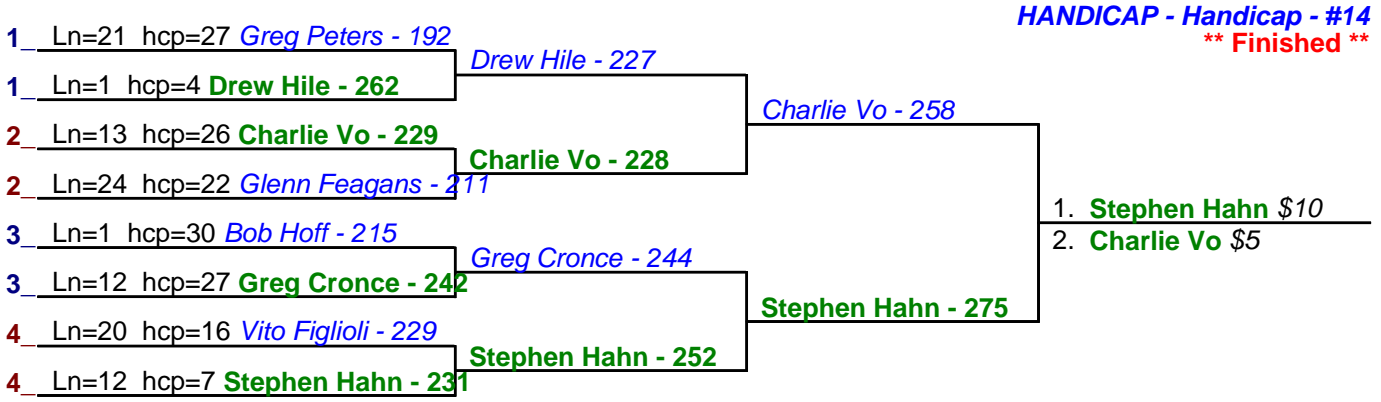 HANDICAP - Handicap - #14
** Finished **
1_ Ln=21 hcp=27 Greg Peters - 192
Drew Hile - 227
1_ Ln=1 hcp=4 Drew Hile - 262
Charlie Vo - 258
2_ Ln=13 hcp=26 Charlie Vo - 229
Charlie Vo - 228
2_ Ln=24 hcp=22 Glenn Feagans - 211
1. Stephen Hahn $10
3_ Ln=1 hcp=30 Bob Hoff - 215
2. Charlie Vo $5
Greg Cronce - 244
3_ Ln=12 hcp=27 Greg Cronce - 242
Stephen Hahn - 275
4_ Ln=20 hcp=16 Vito Figlioli - 229
Stephen Hahn - 252
4_ Ln=12 hcp=7 Stephen Hahn - 231